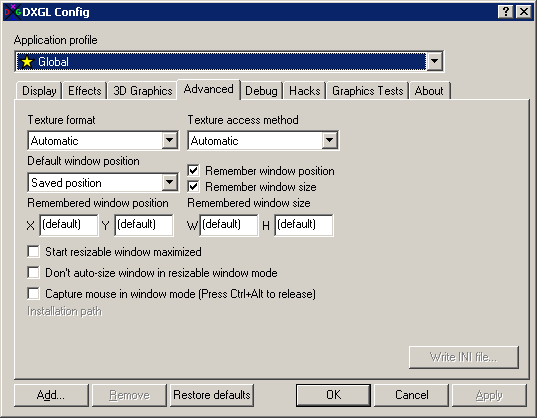 DXGL Config
Application profile
Global
Display Effects 3D Graphics Advanced Debug Hacks Graphics Tests About
Texture format Texture access method
Automatic Automatic
Default window position
Saved position
Remember window position
Remember window size
Remembered window position Remembered window size
X (default) Y (default) W (default) H (default)
Start resizable window maximized
Don't auto-size window in resizable window mode
Capture mouse in window mode (Press Ctrl+Alt to release)
Installation path
Write INI file...
Add... Remove Restore defaults OK Cancel Apply